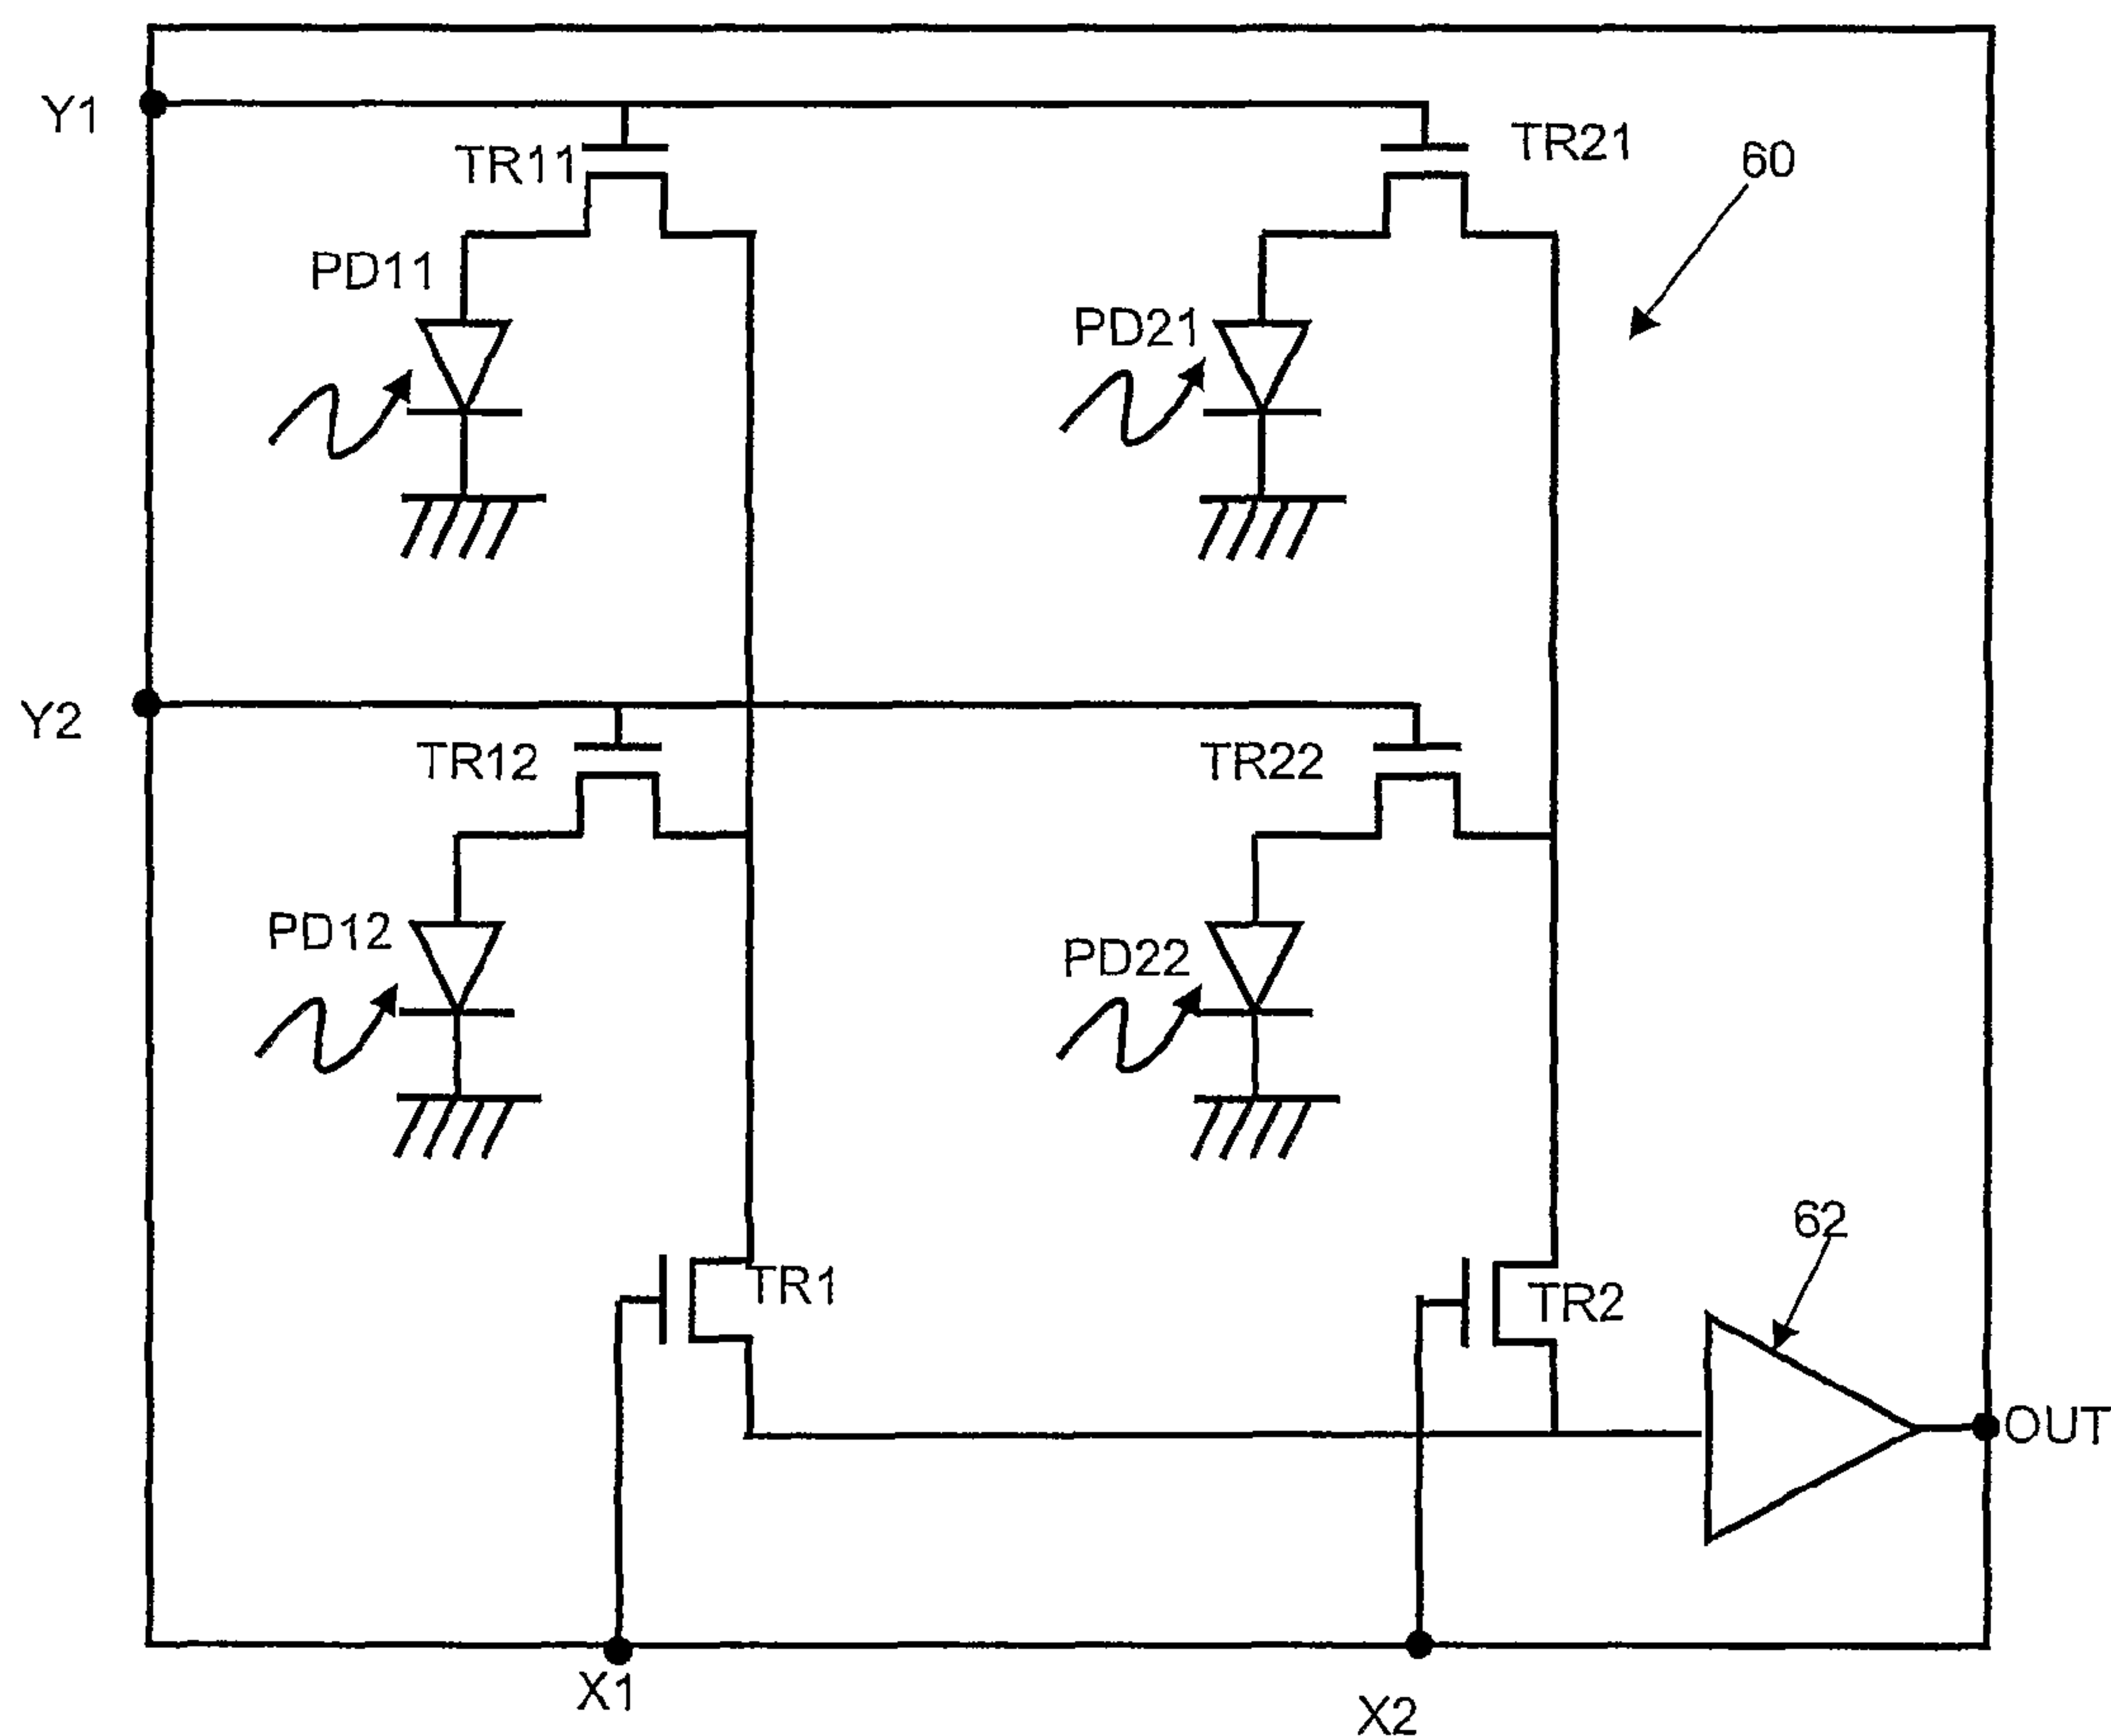 Y1
TR11
TR21
60
PD11
PD21
Y2
TR12
TR22
PD12
PD22
62
TR1
TR2
OUT
X1
X2